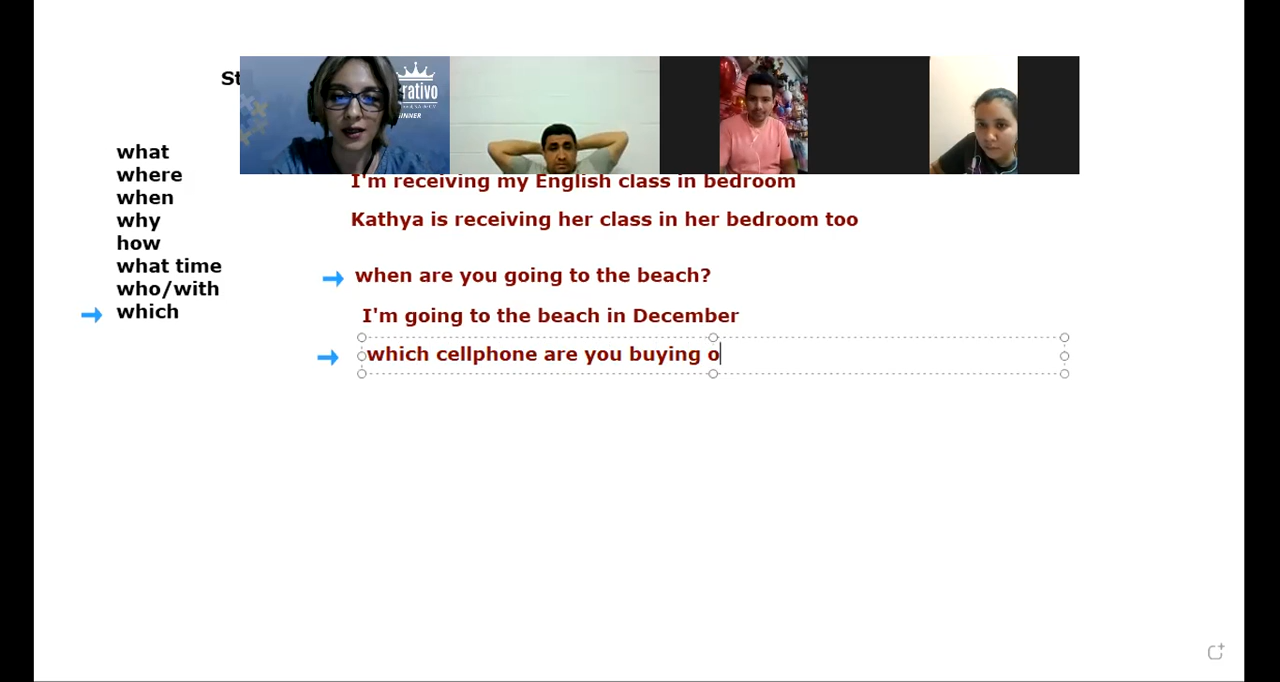 St
rativo
INNER
what
where
when
why
how
what time
who/with
which
I'm receiving my English class in bedroom
Kathya is receiving her class in her bedroom too
when are you going to the beach?
I'm going to the beach in December
which cellphone are you buying o